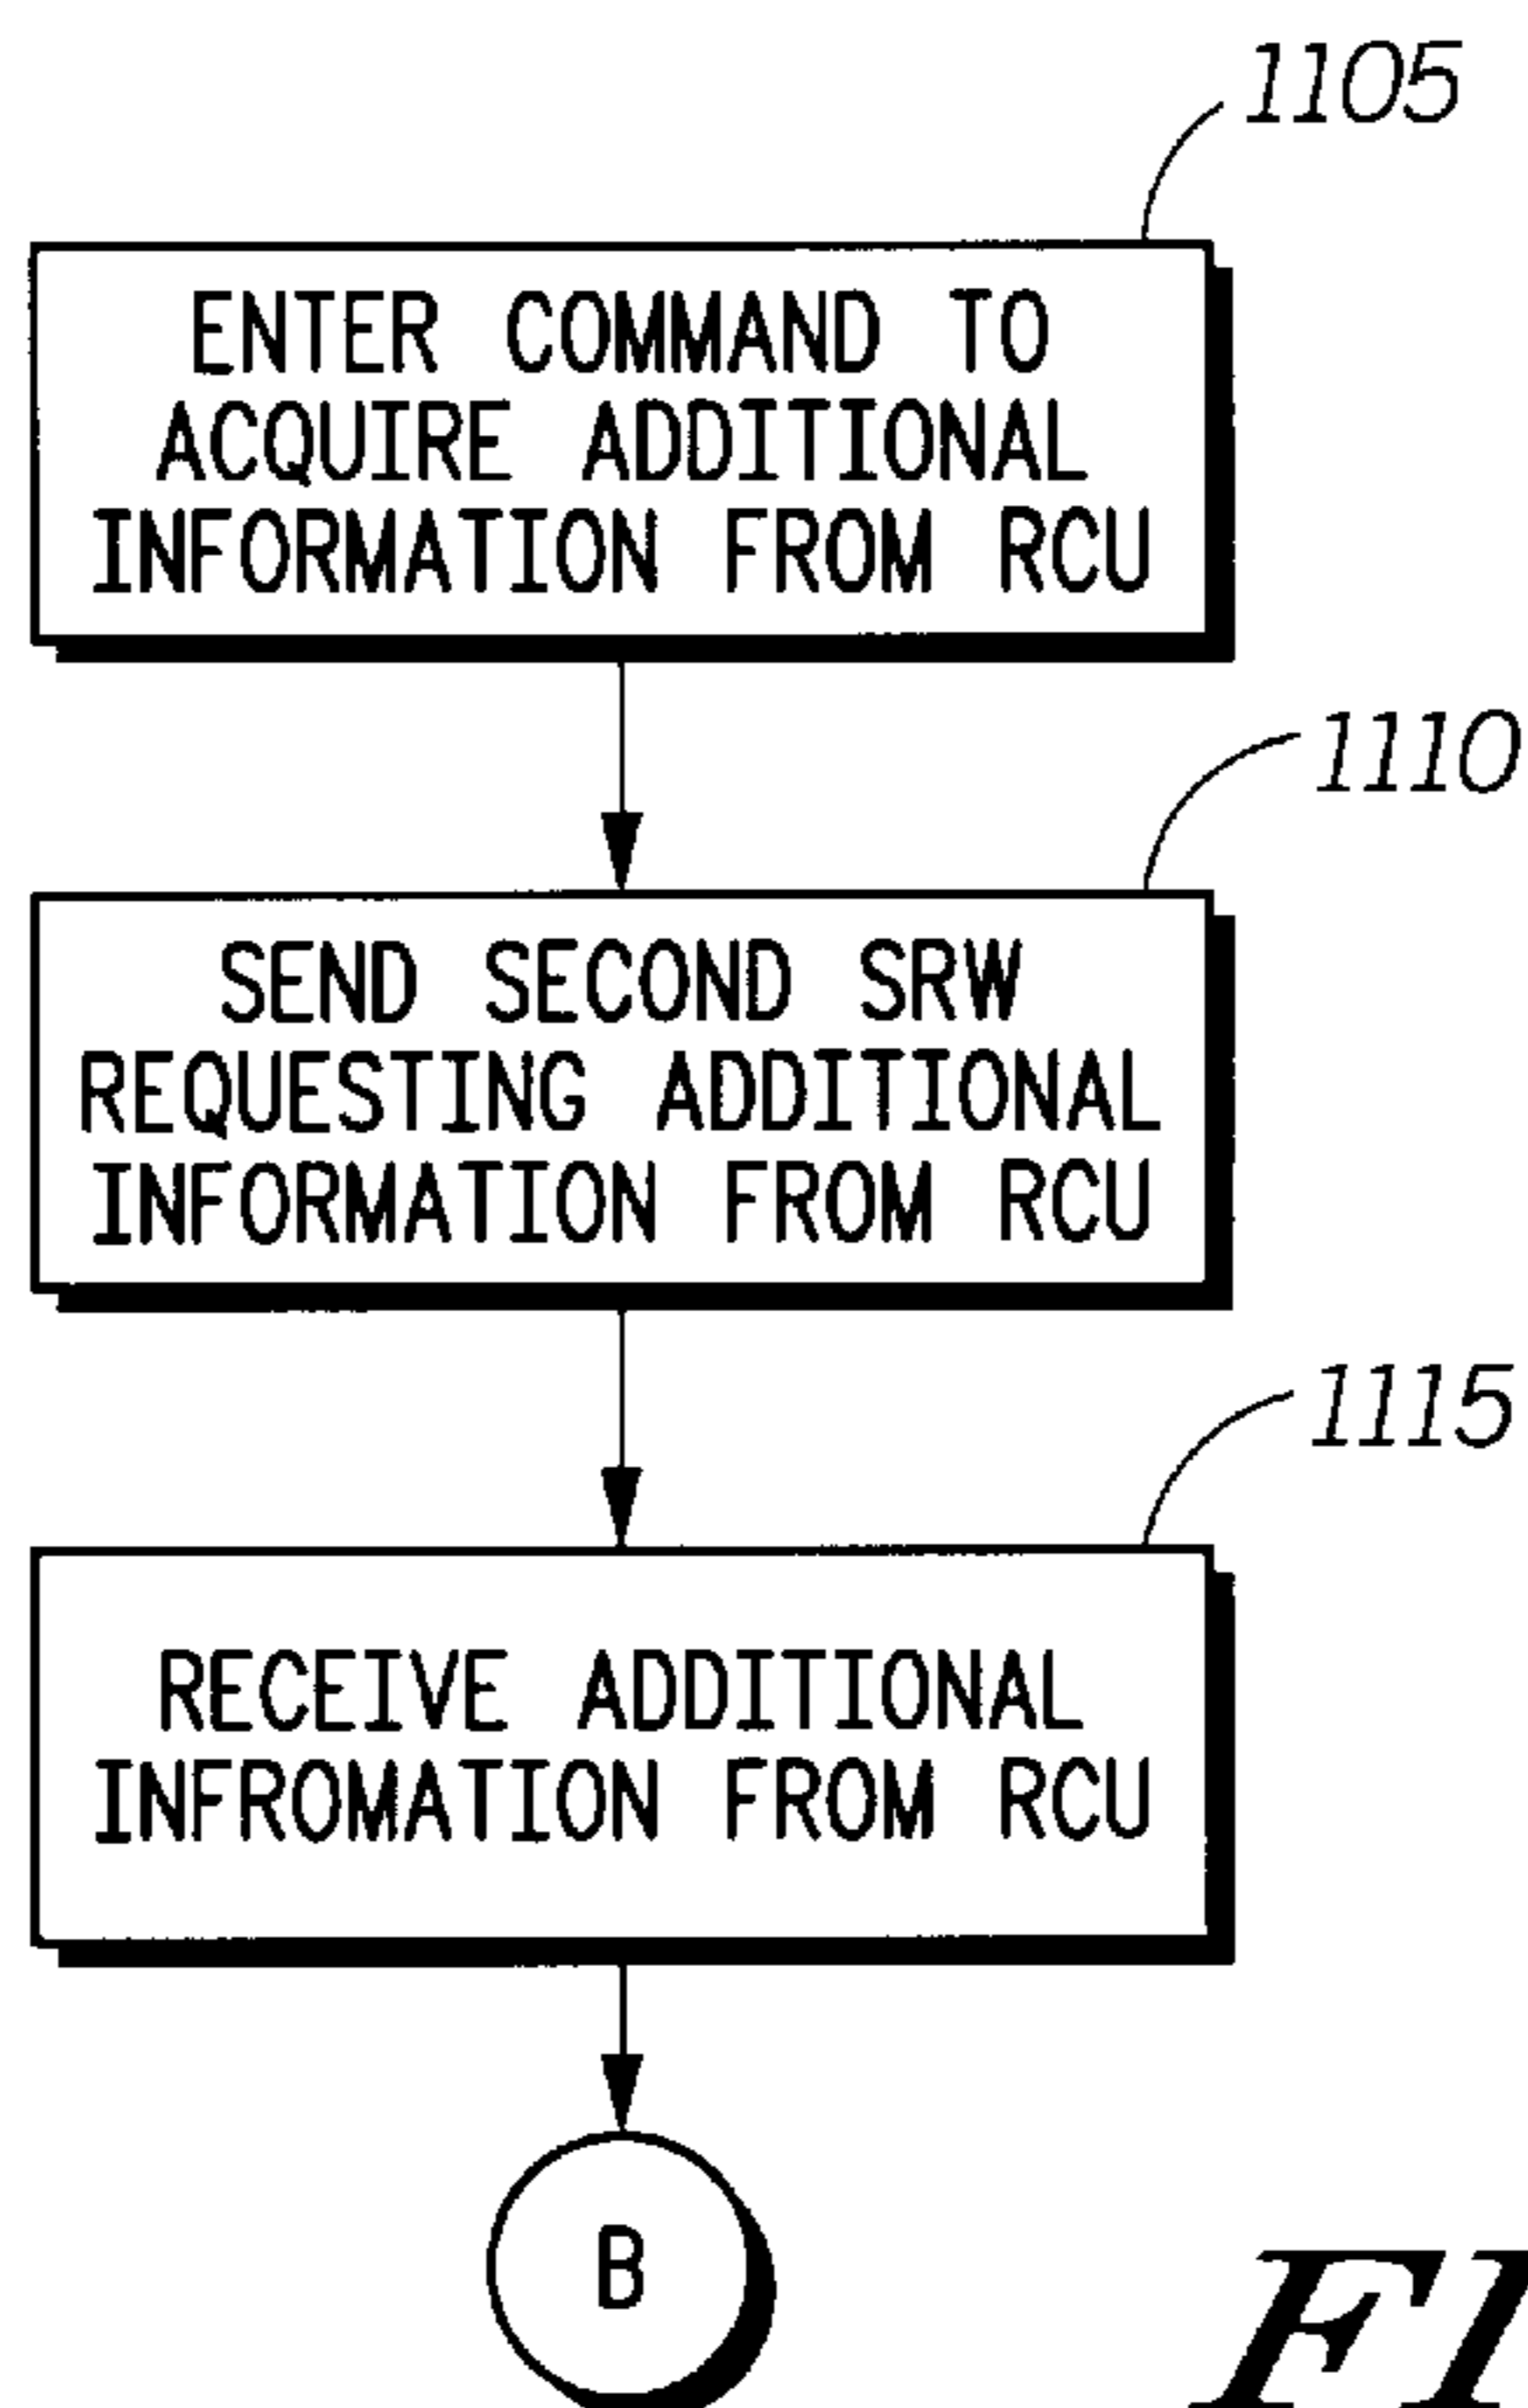 1105
ENTER COMMAND TO
ACQUIRE ADDITIONAL
INFORMATION FROM RCU
1110
SEND SECOND SRW
REQUESTING ADDITIONAL
INFORMATION FROM RCU
1115
RECEIVE ADDITIONAL
INFROMATION FROM RCU
B